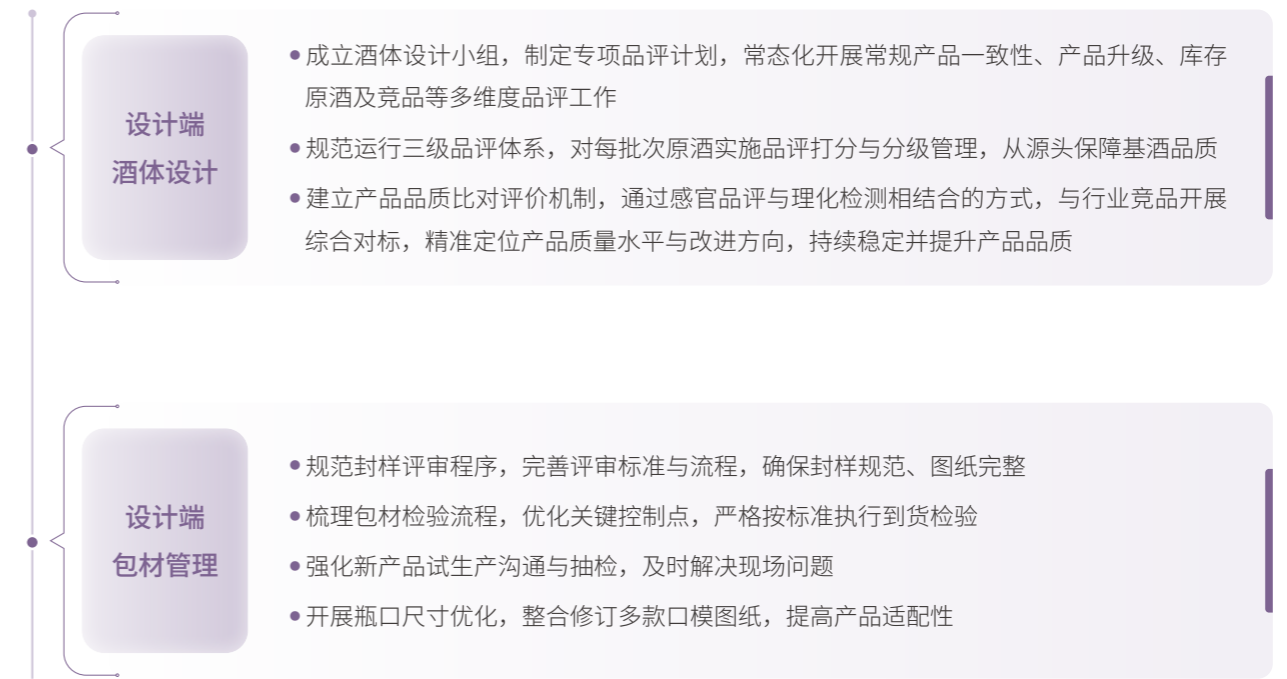 设计端
酒体设计
●成立酒体设计小组，制定专项品评计划，常态化开展常规产品一致性、产品升级、库存
原酒及竞品等多维度品评工作
●规范运行三级品评体系，对每批次原酒实施品评打分与分级管理，从源头保障基酒品质
●建立产品品质比对评价机制，通过感官品评与理化检测相结合的方式，与行业竞品开展
综合对标，精准定位产品质量水平与改进方向，持续稳定并提升产品品质
设计端
包材管理
●规范封样评审程序，完善评审标准与流程，确保封样规范、图纸完整
●梳理包材检验流程，优化关键控制点，严格按标准执行到货检验
●强化新产品试生产沟通与抽检，及时解决现场问题
●开展瓶口尺寸优化，整合修订多款口模图纸，提高产品适配性